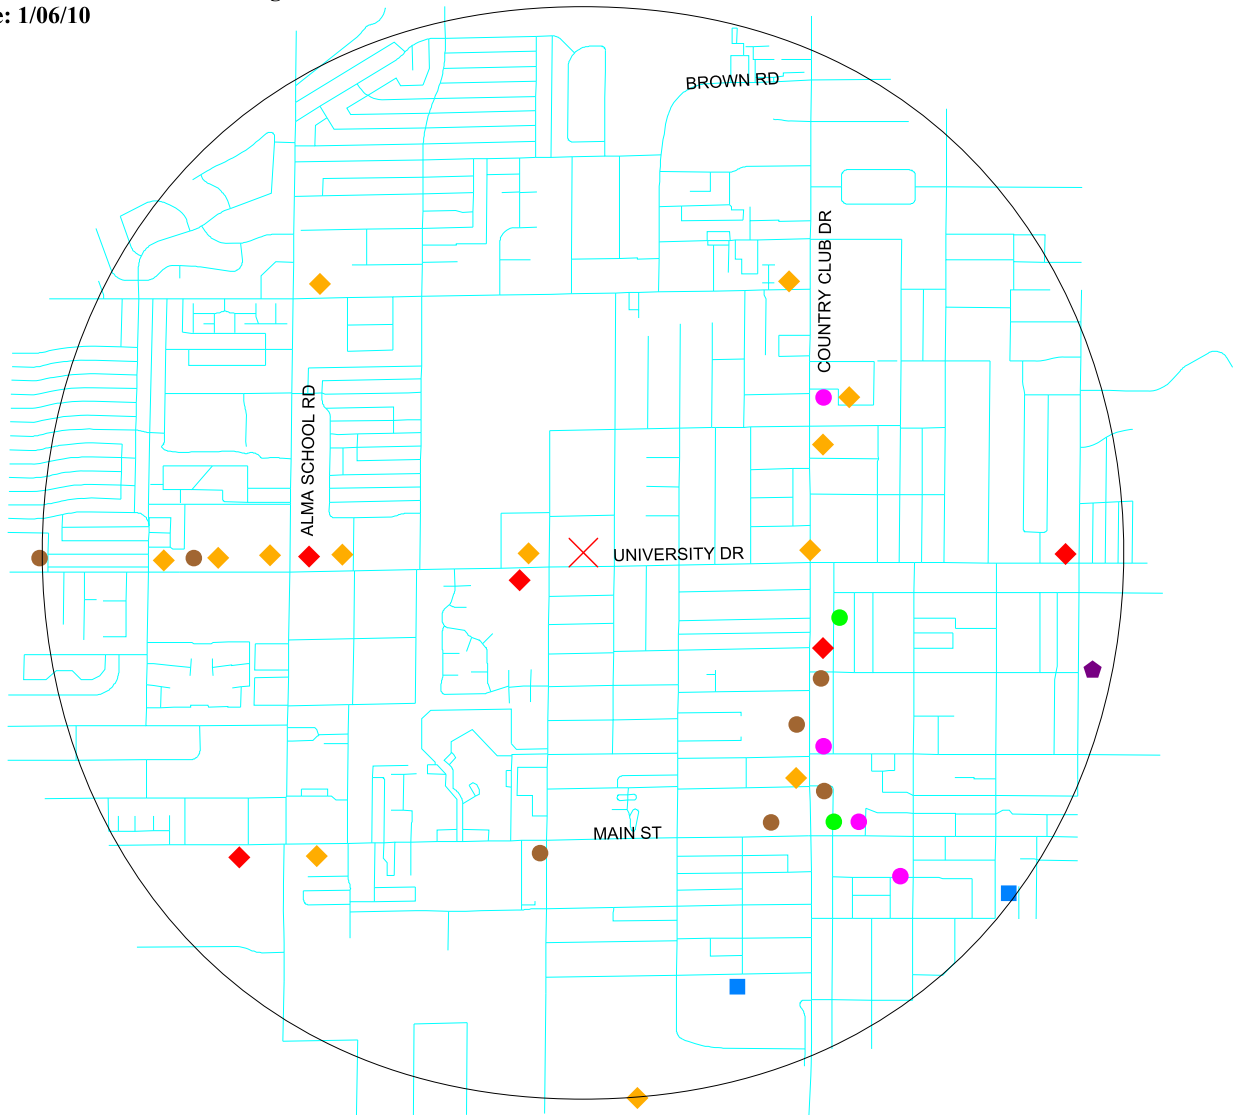 e: 1/06/10
BROWN RD
COUNTRY CLUB DR
ALMA SCHOOL RD
UNIVERSITY DR
MAIN ST